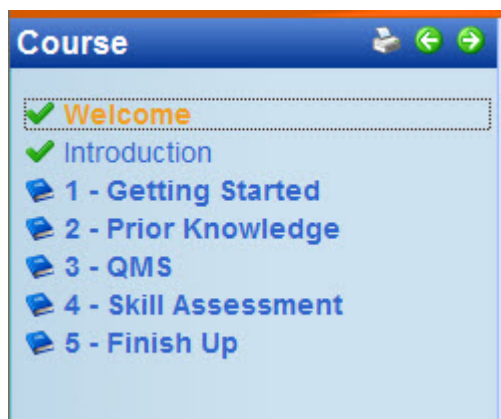 Course
Welcome
Introduction
1 - Getting Started
2 - Prior Knowledge
3 - QMS
4 - Skill Assessment
5 - Finish Up